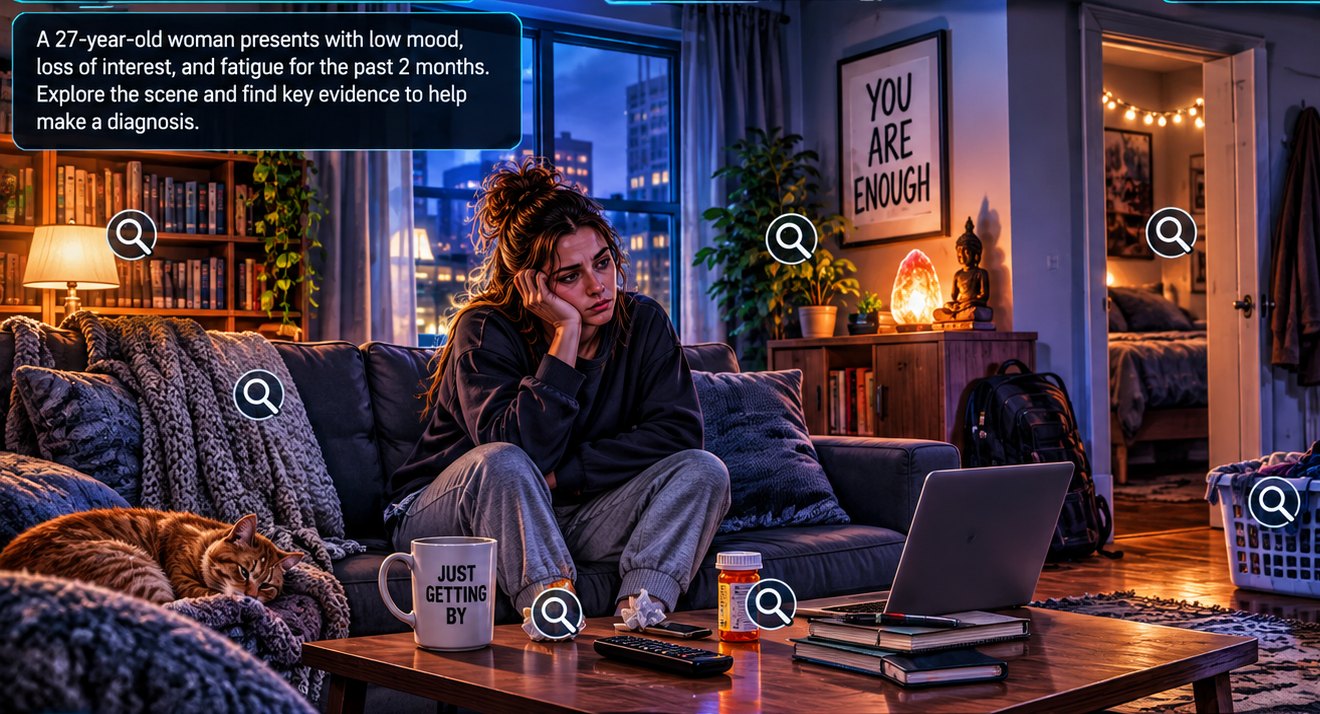 A 27-year-old woman presents with low mood,
loss of interest, and fatigue for the past 2 months.
Explore the scene and find key evidence to help
make a diagnosis.
YOU
ARE
ENOUGH
JUST
GETTING
BY